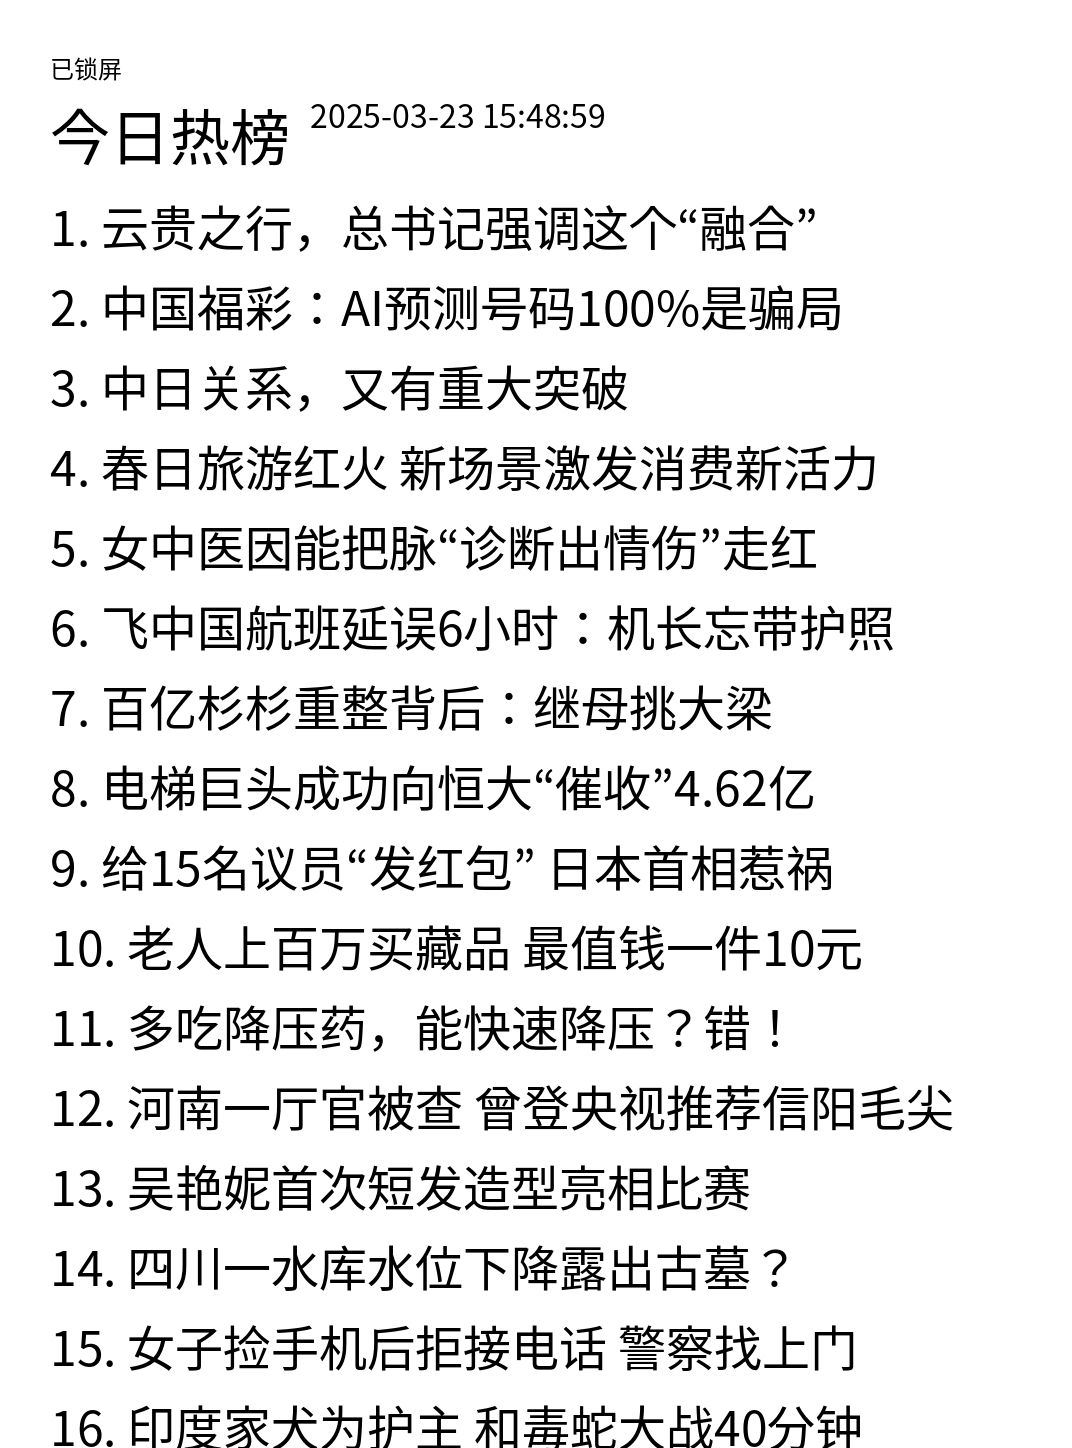 已锁屏
今日热榜 2025-03-23 15:48:59
1. 云贵之行，总书记强调这个“融合”
2. 中国福彩：AI预测号码100%是骗局
3. 中日关系，又有重大突破
4. 春日旅游红火 新场景激发消费新活力
5. 女中医因能把脉“诊断出情伤”走红
6. 飞中国航班延误6小时：机长忘带护照
7. 百亿杉杉重整背后：继母挑大梁
8. 电梯巨头成功向恒大“催收”4.62亿
9. 给15名议员“发红包” 日本首相惹祸
10. 老人上百万买藏品 最值钱一件10元
11. 多吃降压药，能快速降压？错！
12. 河南一厅官被查 曾登央视推荐信阳毛尖
13. 吴艳妮首次短发造型亮相比赛
14. 四川一水库水位下降露出古墓？
15. 女子捡手机后拒接电话 警察找上门
16. 印度家犬为护主 和毒蛇大战40分钟